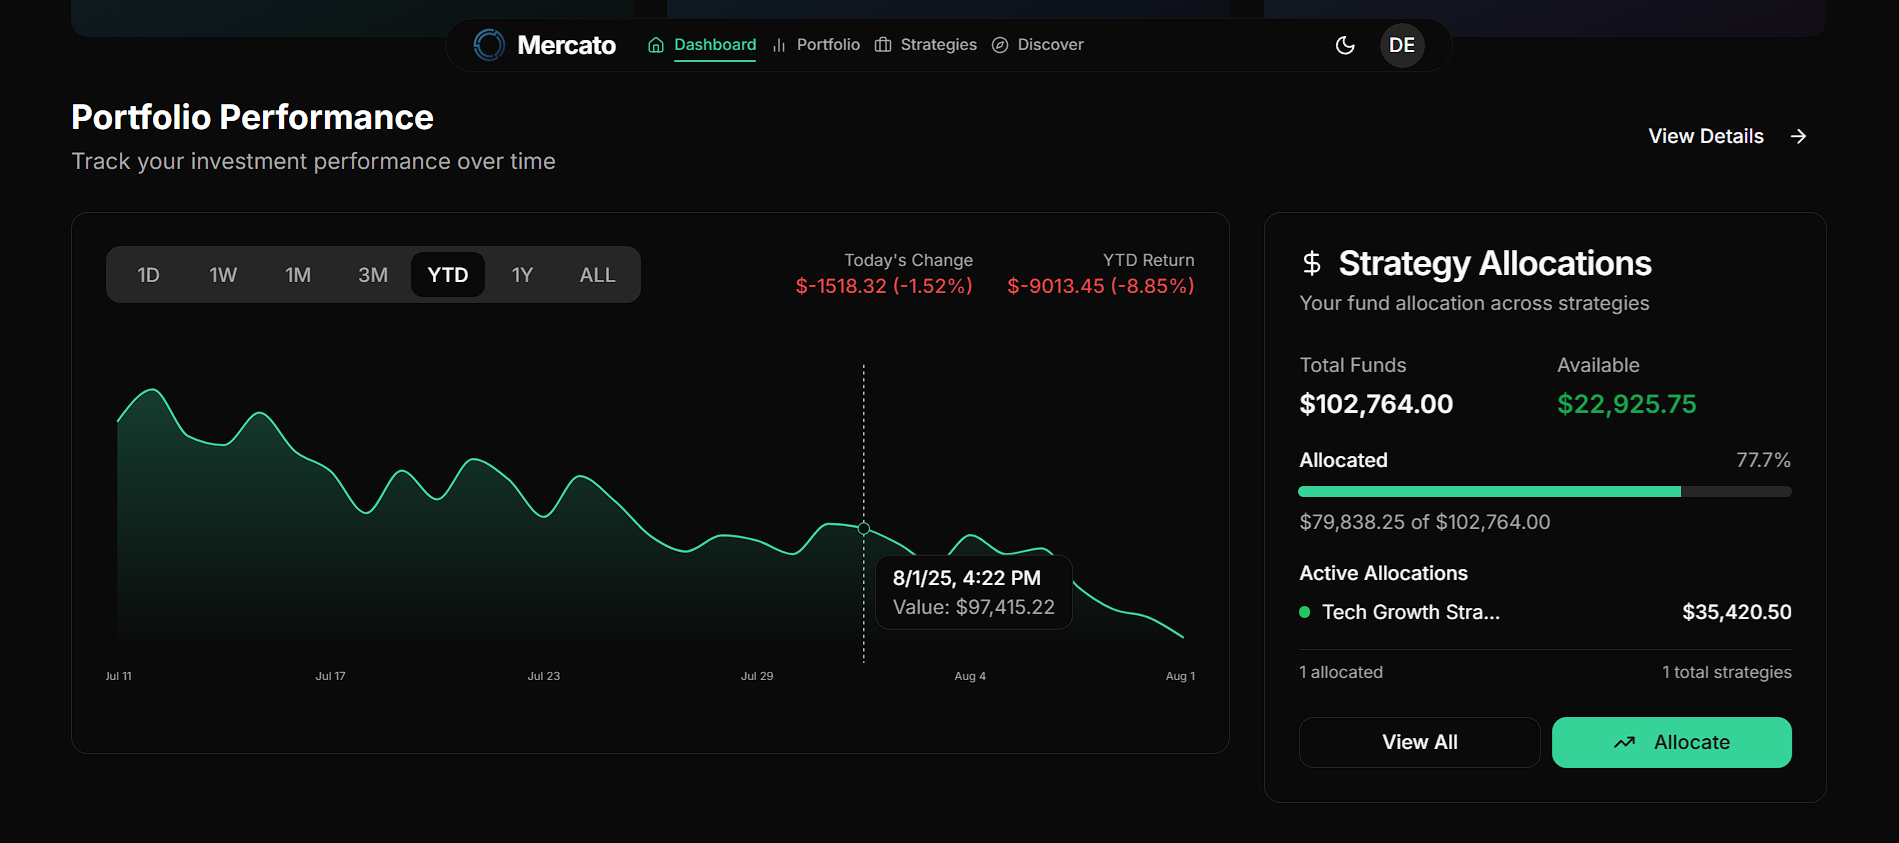 Mercato
Dashboard
Portfolio
Strategies
Discover
DE
Portfolio Performance
Track your investment performance over time
View Details
1D
1W
1M
3M
YTD
1Y
ALL
Today's Change
$-1518.32 (-1.52%)
YTD Return
$-9013.45 (-8.85%)
8/1/25, 4:22 PM
Value: $97,415.22
Jul 11
Jul 17
Jul 23
Jul 29
Aug 4
Aug 1
Strategy Allocations
Your fund allocation across strategies
Total Funds
$102,764.00
Available
$22,925.75
Allocated
77.7%
$79,838.25 of $102,764.00
Active Allocations
Tech Growth Stra...
$35,420.50
1 allocated
1 total strategies
View All
Allocate